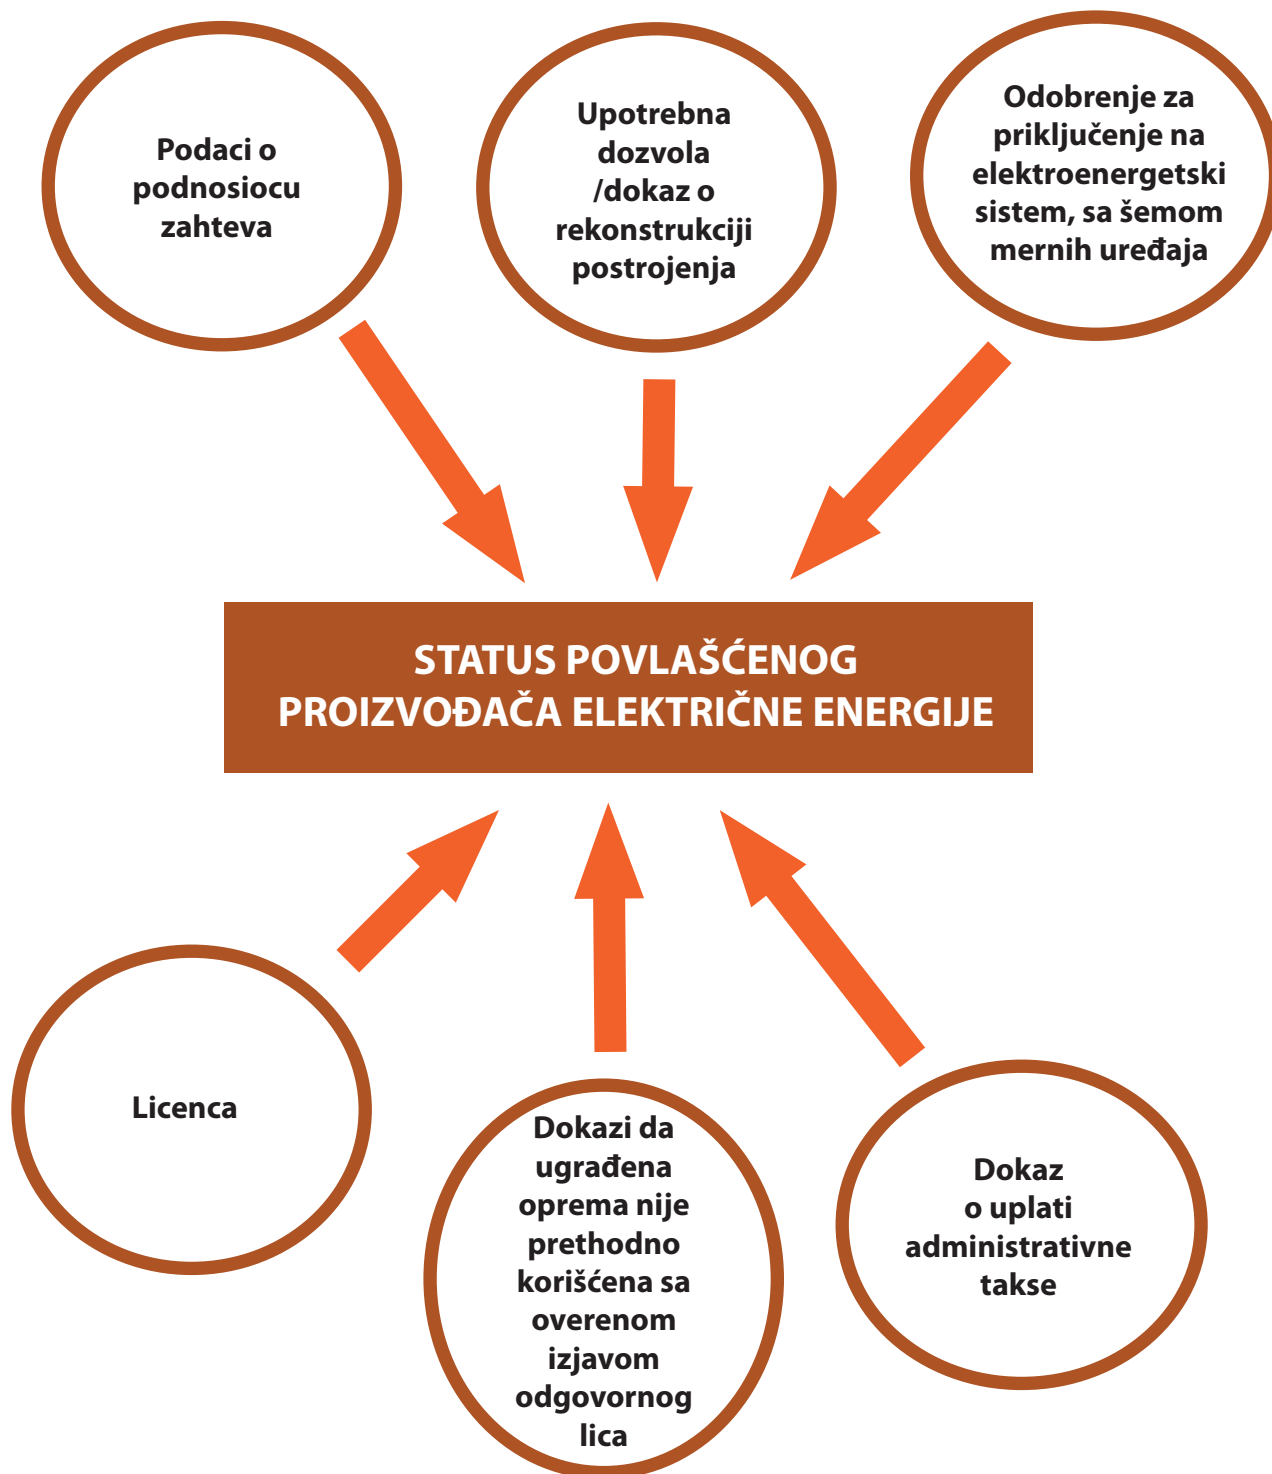 Podaci o
podnosiocu
zahteva
Upotrebna
dozvola
/dokaz o
rekonstrukciji
postrojenja
Odobrenje za
priključenje na
elektroenergetski
sistem, sa šemom
mernih uređaja
STATUS POVLAŠĆENOG
PROIZVOĐAČA ELEKTRIČNE ENERGIJE
Licenca
Dokazi da
ugrađena
oprema nije
prethodno
korišćena sa
overenom
izjavom
odgovornog
lica
Dokaz
o uplati
administrativne
takse